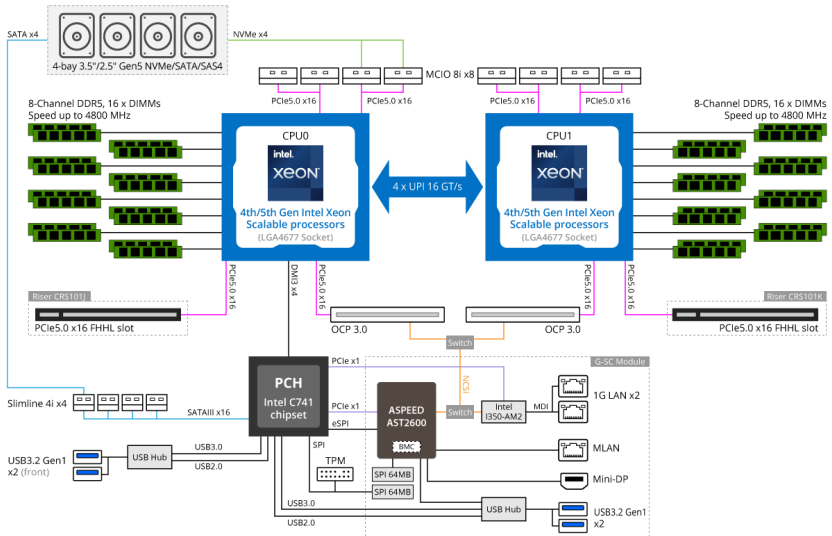 SATA x4
NVMe x4
4-bay 3.5"/2.5" Gen5 NVMe/SATA/SAS4
MCIO 8i x8
PCIe5.0 x16
PCIe5.0 x16
PCIe5.0 x16
PCIe5.0 x16
8-Channel DDR5, 16 x DIMMs
Speed up to 4800 MHz
8-Channel DDR5, 16 x DIMMs
Speed up to 4800 MHz
CPU0
intel.
xeon
4th/5th Gen Intel Xeon
Scalable processors
(LGA4677 Socket)
4 x UPI 16 GT/s
CPU1
intel.
xeon
4th/5th Gen Intel Xeon
Scalable processors
(LGA4677 Socket)
PCIe5.0 x16
DMI3 x4
PCIe5.0 x16
PCIe5.0 x16
PCIe5.0 x16
Riser CRS101J
PCIe5.0 x16 FHHL slot
OCP 3.0
OCP 3.0
Riser CRS101K
PCIe5.0 x16 FHHL slot
Switch
G-SC Module
PCIe x1
NCSI
PCH
Intel C741
chipset
PCIe x1
eSPI
ASPEED
AST2600
BMC
Switch
Intel
I350-AM2
MDI
1G LAN x2
Slimline 4i x4
SATAIII x16
SPI
TPM
SPI 64MB
SPI 64MB
MLAN
Mini-DP
USB3.2 Gen1
x2 (front)
USB Hub
USB3.0
USB2.0
USB3.0
USB2.0
USB Hub
USB3.2 Gen1
x2